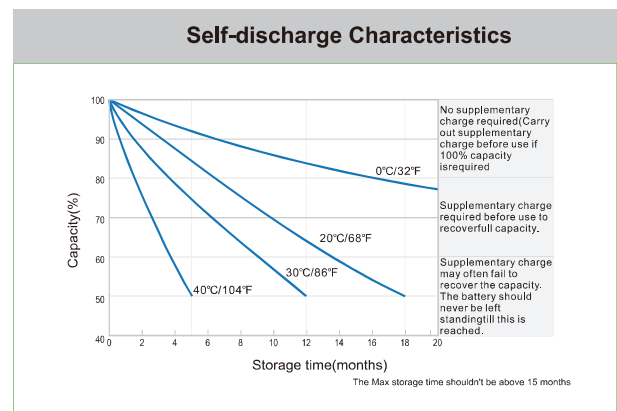 Self-discharge Characteristics
100
90
80
70
60
50
40
Capacity(%)
0
2
4
6
8
10
12
14
16
18
20
Storage time(months)
0℃/32℉
20℃/68℉
30℃/86℉
40℃/104℉
No supplementary
charge required(Carry
out supplementary
charge before use if
100% capacity
isrequired
Supplementary charge
required before use to
recoverfull capacity.
Supplementary charge
may often fail to
recover the capacity.
The battery should
never be left
standingtill this is
reached.
The Max storage time shouldn't be above 15 months